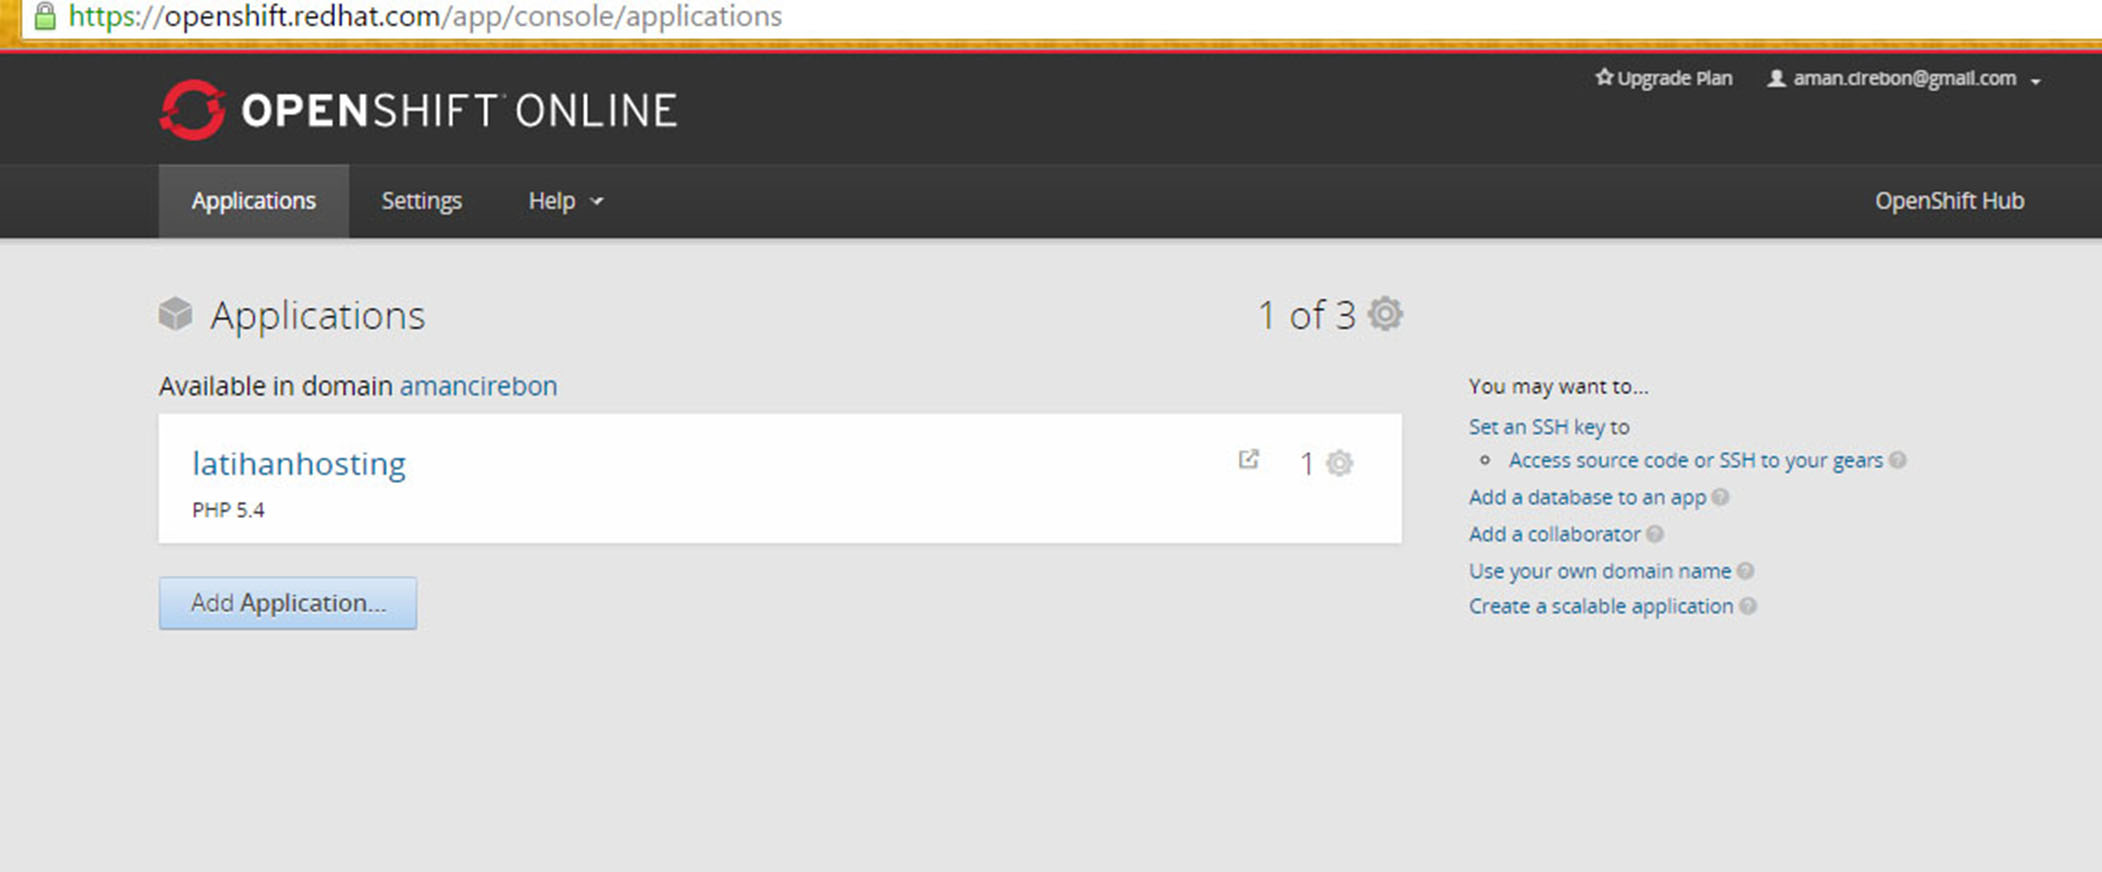 https://openshift.redhat.com/app/console/applications
Upgrade Plan aman.cirebon@gmail.com
OPENSHIFT ONLINE
Applications Settings Help OpenShift Hub
Applications 1 of 3
Available in domain amancirebon
latihanhosting 1
PHP 5.4
Add Application...
You may want to...
Set an SSH key to
Access source code or SSH to your gears
Add a database to an app
Add a collaborator
Use your own domain name
Create a scalable application